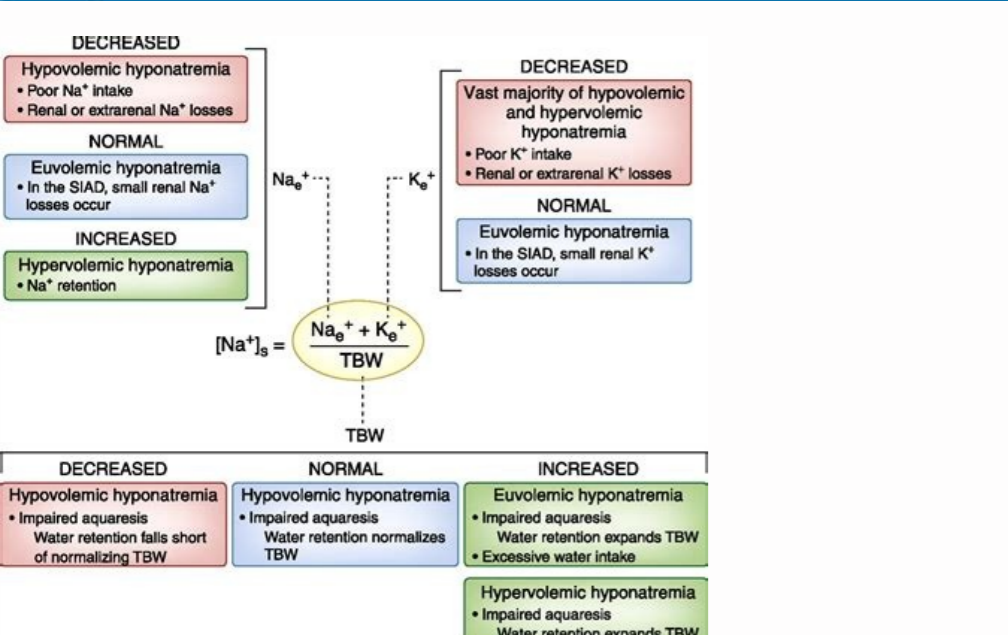 DECREASED
Hypovolemic hyponatremia
• Poor Na⁺ intake
• Renal or extrarenal Na⁺ losses
NORMAL
Euvolemic hyponatremia
• In the SIAD, small renal Na⁺
losses occur
INCREASED
Hypervolemic hyponatremia
• Na⁺ retention
Naₑ⁺
DECREASED
Vast majority of hypovolemic
and hypervolemic
hyponatremia
• Poor K⁺ intake
• Renal or extrarenal K⁺ losses
NORMAL
Euvolemic hyponatremia
• In the SIAD, small renal K⁺
losses occur
Kₑ⁺
[Na⁺]ₛ =
Naₑ⁺ + Kₑ⁺
TBW
TBW
DECREASED
Hypovolemic hyponatremia
• Impaired aquaresis
Water retention falls short
of normalizing TBW
NORMAL
Hypovolemic hyponatremia
• Impaired aquaresis
Water retention normalizes
TBW
INCREASED
Euvolemic hyponatremia
• Impaired aquaresis
Water retention expands TBW
• Excessive water intake
Hypervolemic hyponatremia
• Impaired aquaresis
Water retention expands TBW